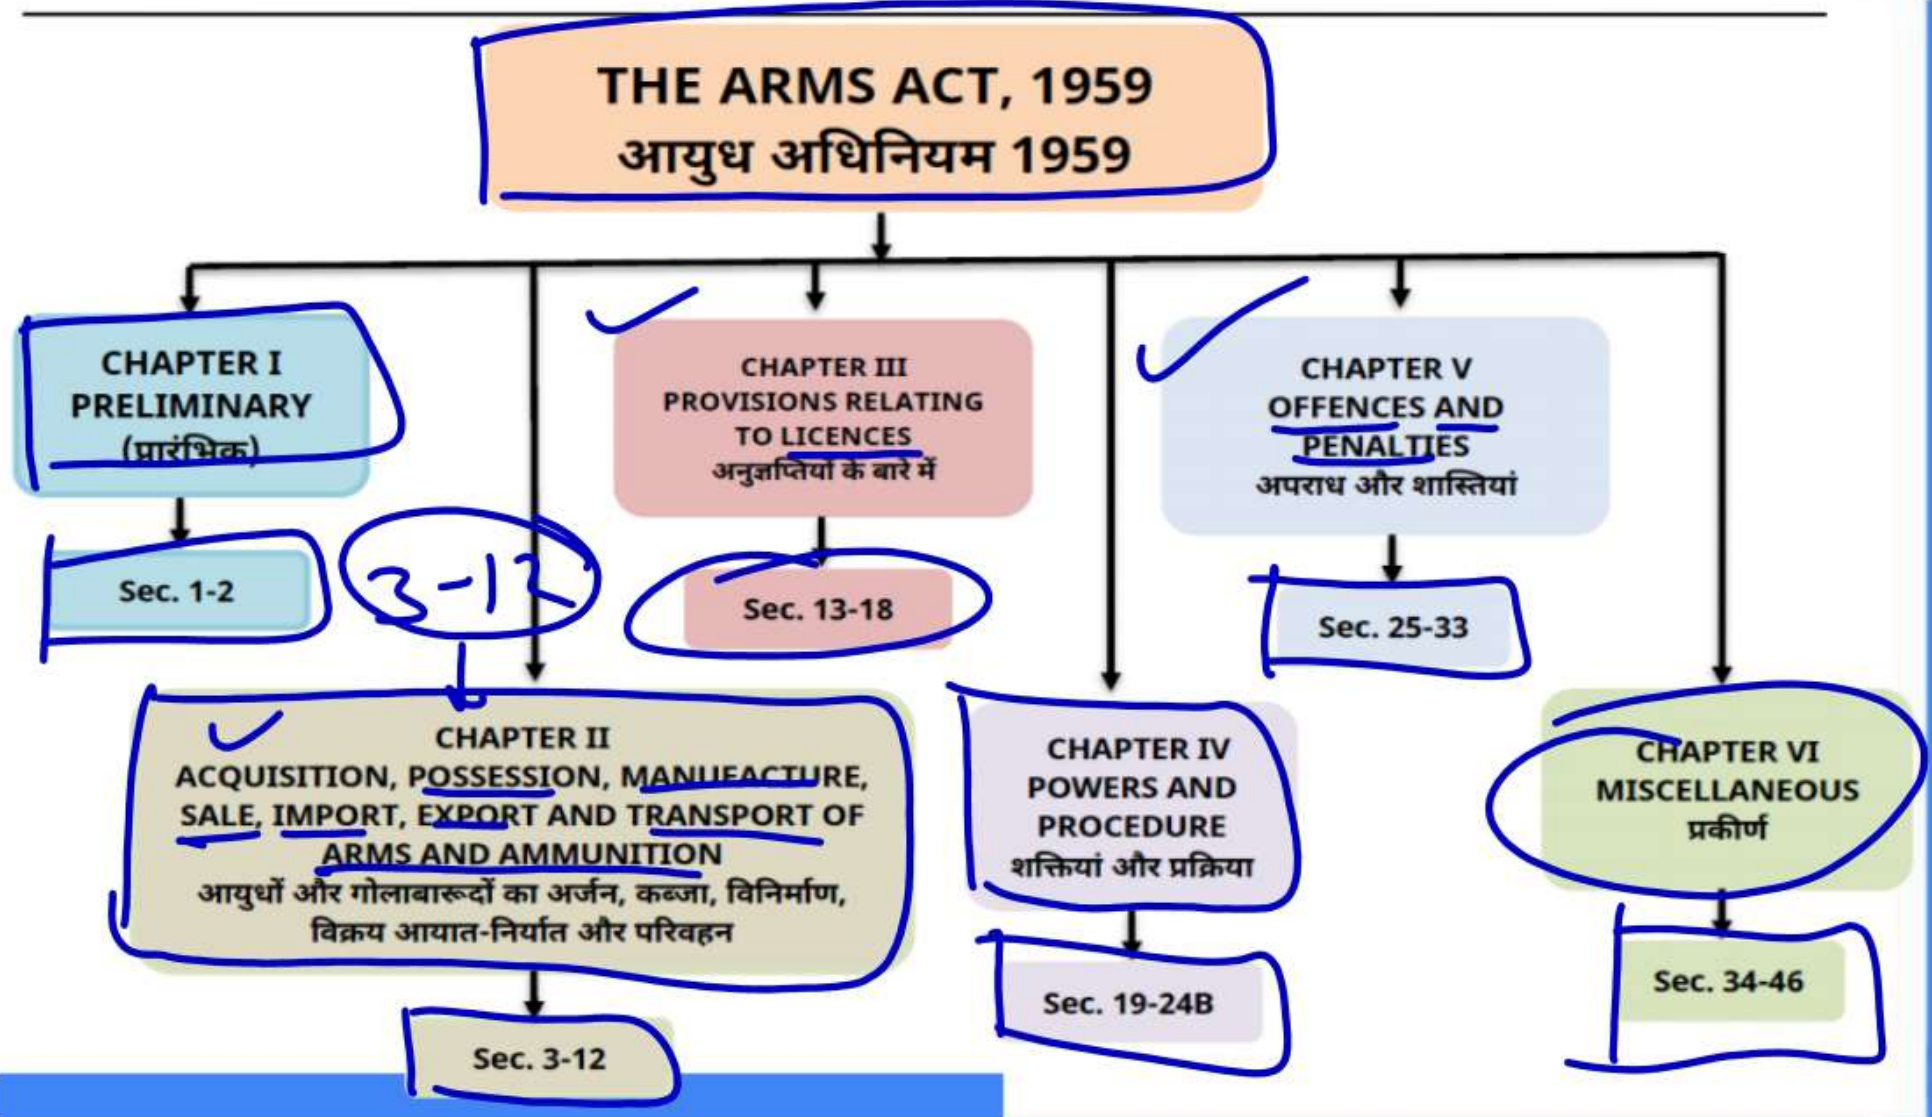 THE ARMS ACT, 1959
आयुध अधिनियम 1959
CHAPTER I
PRELIMINARY
(प्रारंभिक)
Sec. 1-2
3-12
CHAPTER II
ACQUISITION, POSSESSION, MANUFACTURE,
SALE, IMPORT, EXPORT AND TRANSPORT OF
ARMS AND AMMUNITION
आयुधों और गोलाबारूदों का अर्जन, कब्जा, विनिर्माण,
विक्रय आयात-निर्यात और परिवहन
Sec. 3-12
CHAPTER III
PROVISIONS RELATING
TO LICENCES
अनुज्ञप्तियों के बारे में
Sec. 13-18
CHAPTER IV
POWERS AND
PROCEDURE
शक्तियां और प्रक्रिया
Sec. 19-24B
CHAPTER V
OFFENCES AND
PENALTIES
अपराध और शास्तियां
Sec. 25-33
CHAPTER VI
MISCELLANEOUS
प्रकीर्ण
Sec. 34-46